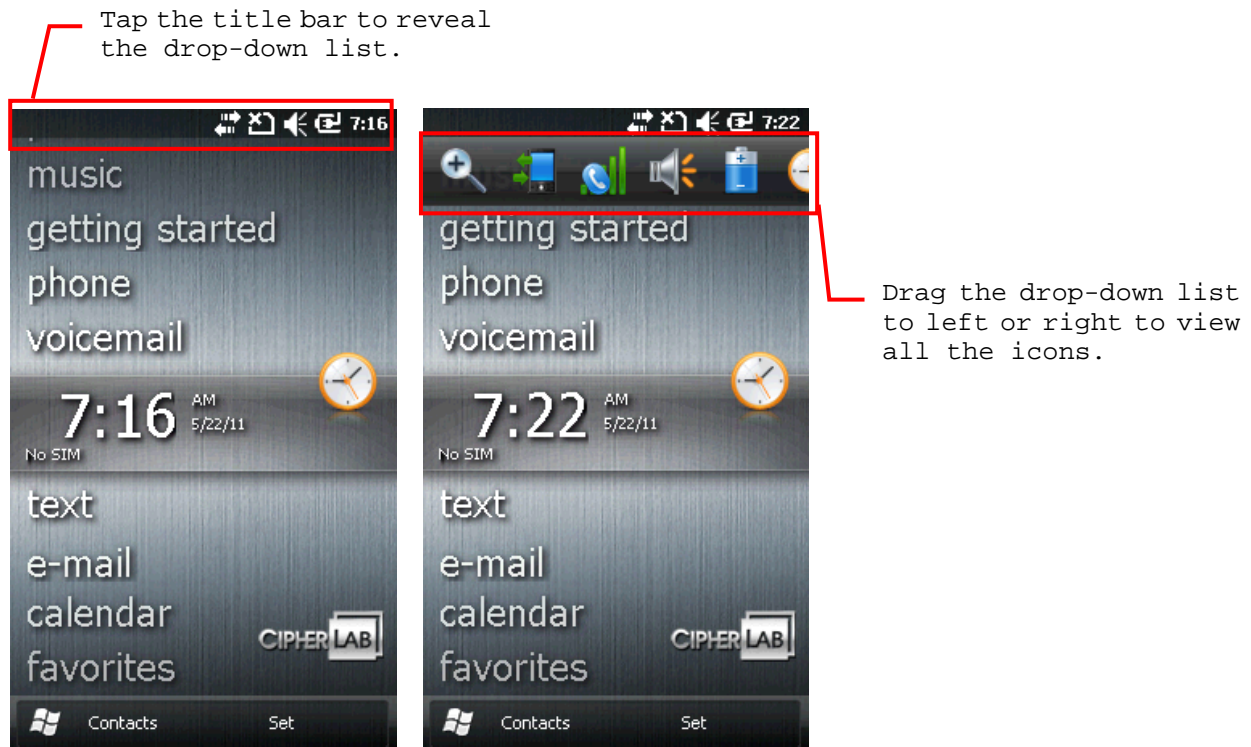 Tap the title bar to reveal
the drop-down list.
7:16
music
getting started
phone
voicemail
7:16 AM
5/22/11
No SIM
text
e-mail
calendar
CIPHERLAB
favorites
Contacts Set
7:22
getting started
phone
voicemail
7:22 AM
5/22/11
No SIM
text
e-mail
calendar
CIPHERLAB
favorites
Contacts Set
Drag the drop-down list
to left or right to view
all the icons.